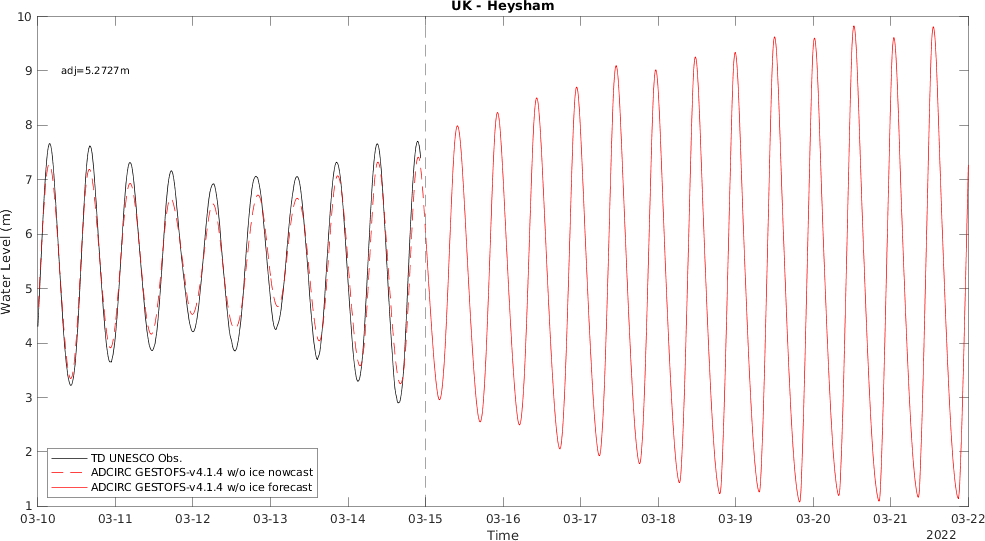 UK - Heysham
10
9
8
7
6
5
4
3
2
1
Water Level (m)
adj=5.2727m
TD UNESCO Obs.
ADCIRC GESTOFS-v4.1.4 w/o ice nowcast
ADCIRC GESTOFS-v4.1.4 w/o ice forecast
03-10 03-11 03-12 03-13 03-14 03-15 03-16 03-17 03-18 03-19 03-20 03-21 03-22
Time
2022